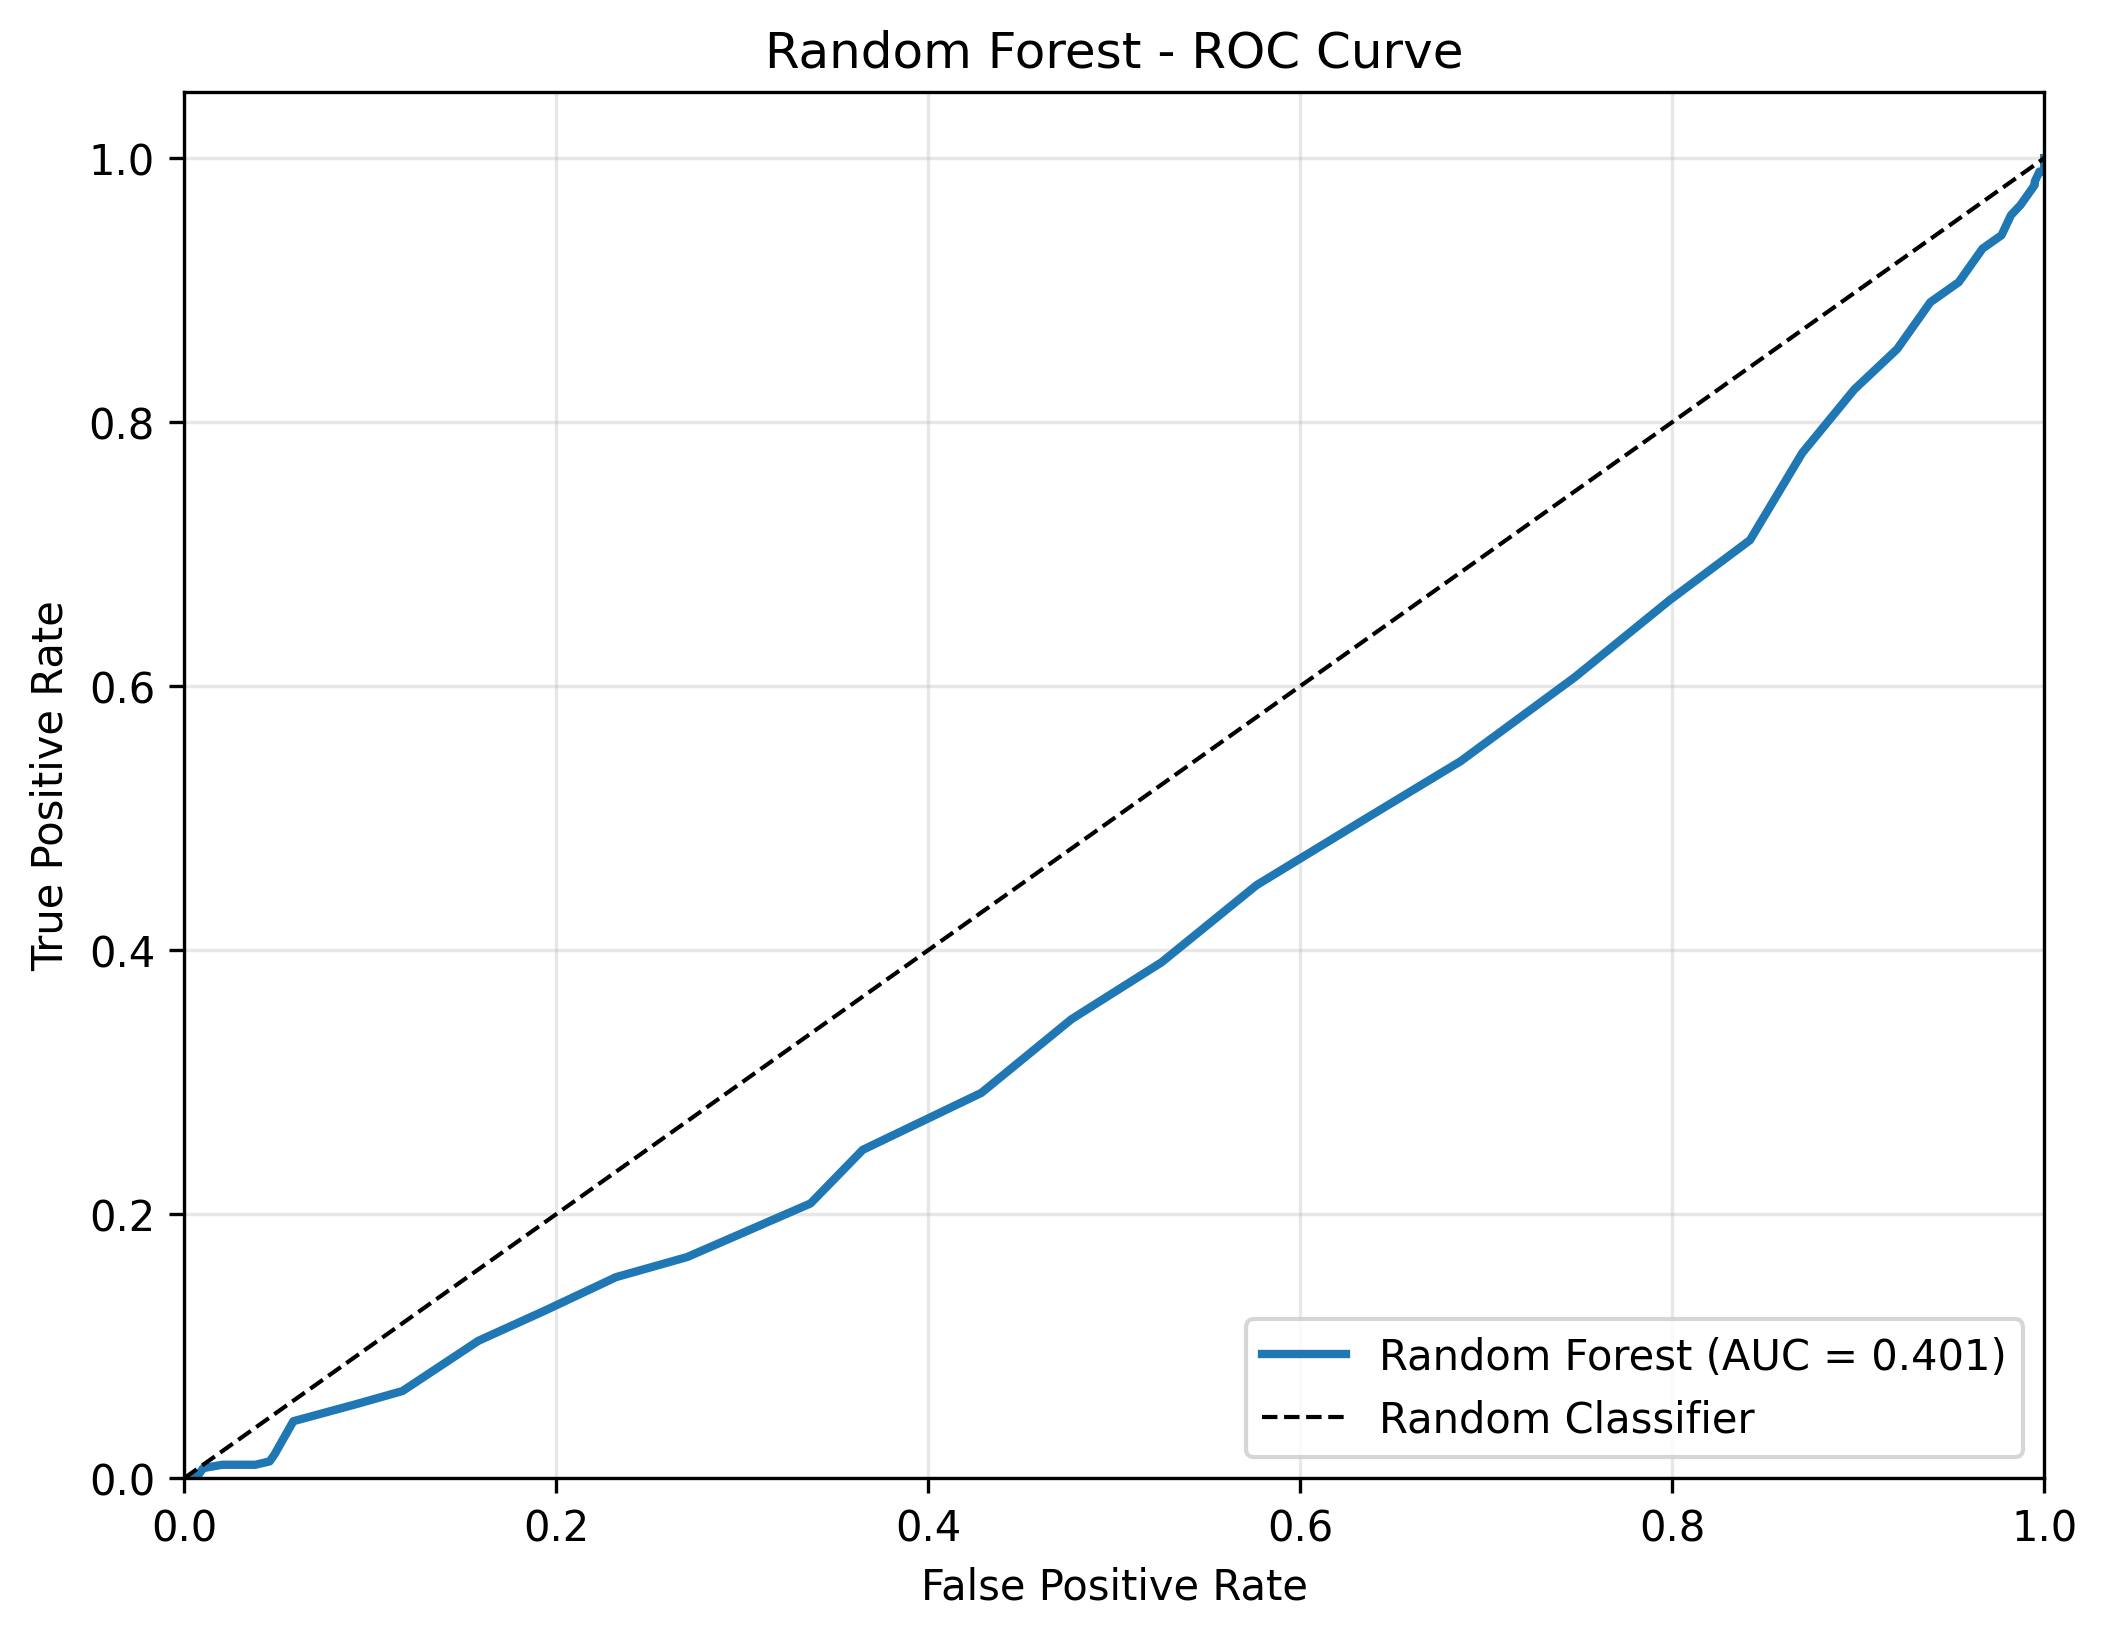 Random Forest - ROC Curve
True Positive Rate
1.0
0.8
0.6
0.4
0.2
0.0
0.0 0.2 0.4 0.6 0.8 1.0
False Positive Rate
Random Forest (AUC = 0.401)
Random Classifier